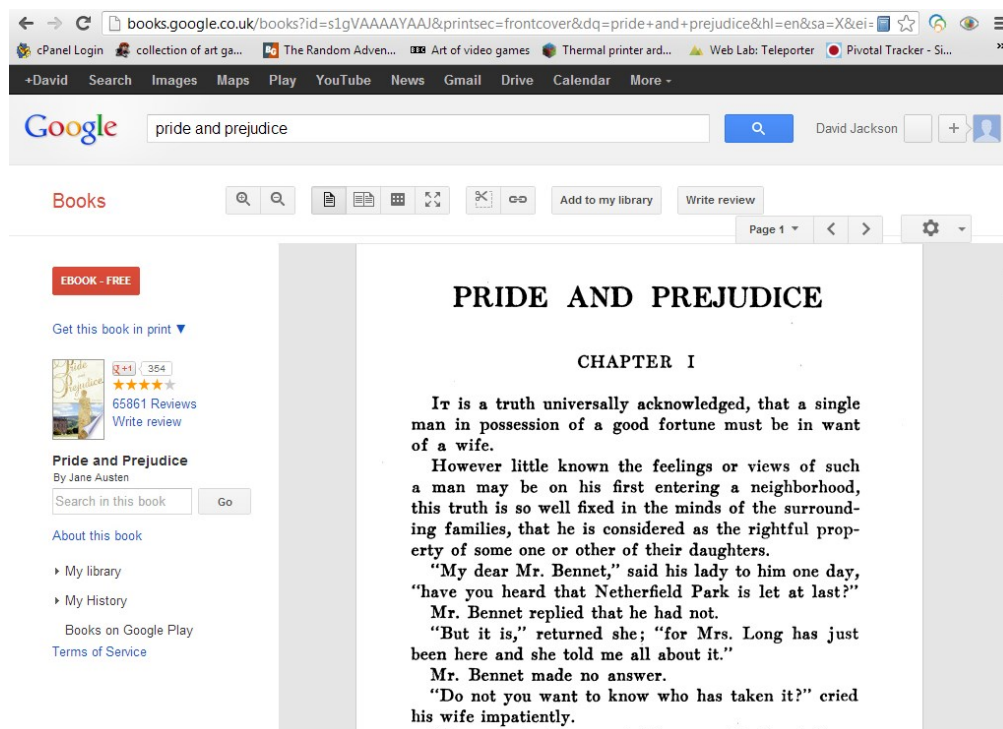 books.google.co.uk/books?id=s1gVAAAAYAAJ&printsec=frontcover&dq=pride+and+prejudice&hl=en&sa=X&ei=
cPanel Login collection of art ga... The Random Adven... Art of video games Thermal printer ard... Web Lab: Teleporter Pivotal Tracker - Si... »
+David Search Images Maps Play YouTube News Gmail Drive Calendar More
Google pride and prejudice David Jackson +
Books Add to my library Write review
Page 1
EBOOK - FREE
Get this book in print ▼
Pride and Prejudice
g+1 354
65861 Reviews
Write review
Pride and Prejudice
By Jane Austen
Search in this book Go
About this book
My library
My History
Books on Google Play
Terms of Service
PRIDE AND PREJUDICE
CHAPTER I
IT is a truth universally acknowledged, that a single
man in possession of a good fortune must be in want
of a wife.
However little known the feelings or views of such
a man may be on his first entering a neighborhood,
this truth is so well fixed in the minds of the surround-
ing families, that he is considered as the rightful prop-
erty of some one or other of their daughters.
"My dear Mr. Bennet," said his lady to him one day,
"have you heard that Netherfield Park is let at last?"
Mr. Bennet replied that he had not.
"But it is," returned she; "for Mrs. Long has just
been here and she told me all about it."
Mr. Bennet made no answer.
"Do not you want to know who has taken it?" cried
his wife impatiently.